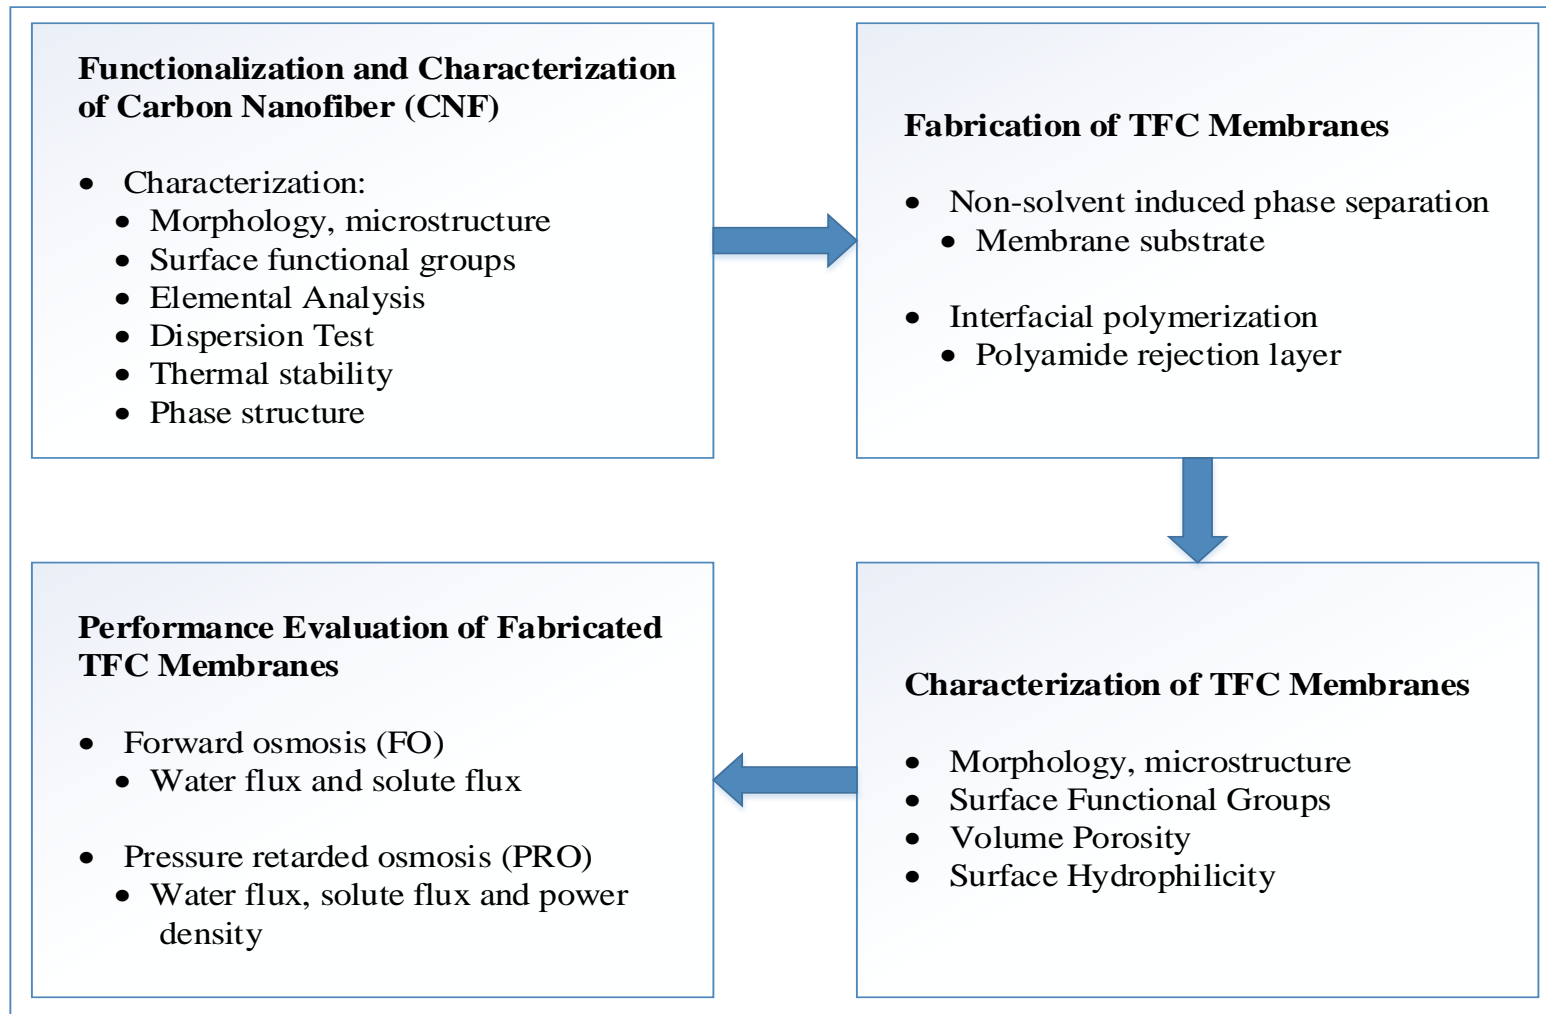 Functionalization and Characterization
of Carbon Nanofiber (CNF)
• Characterization:
• Morphology, microstructure
• Surface functional groups
• Elemental Analysis
• Dispersion Test
• Thermal stability
• Phase structure
Fabrication of TFC Membranes
• Non-solvent induced phase separation
• Membrane substrate
• Interfacial polymerization
• Polyamide rejection layer
Characterization of TFC Membranes
• Morphology, microstructure
• Surface Functional Groups
• Volume Porosity
• Surface Hydrophilicity
Performance Evaluation of Fabricated
TFC Membranes
• Forward osmosis (FO)
• Water flux and solute flux
• Pressure retarded osmosis (PRO)
• Water flux, solute flux and power
density